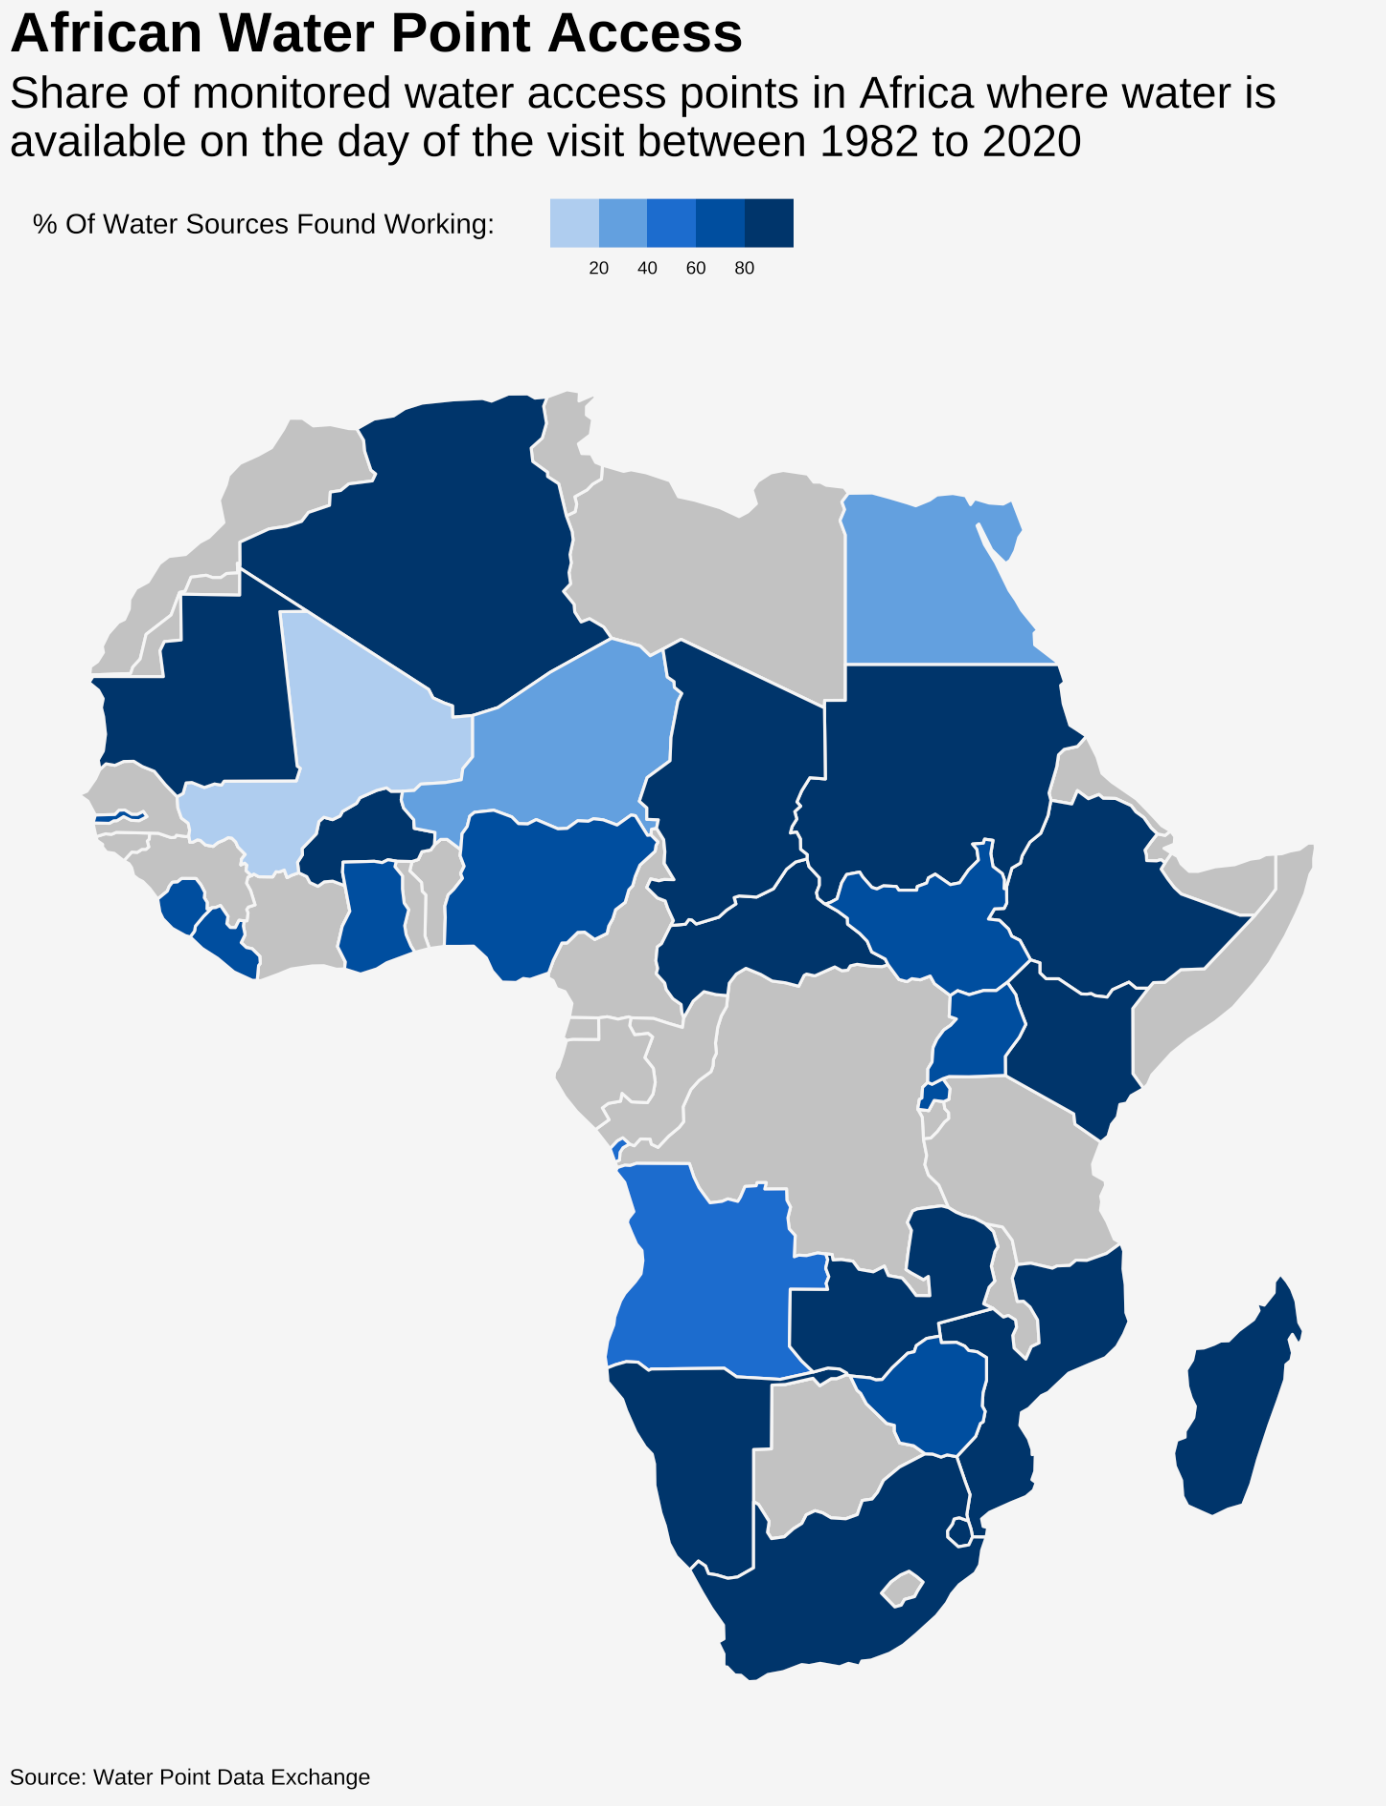 African Water Point Access
Share of monitored water access points in Africa where water is
available on the day of the visit between 1982 to 2020
% Of Water Sources Found Working:
20 40 60 80
Source: Water Point Data Exchange